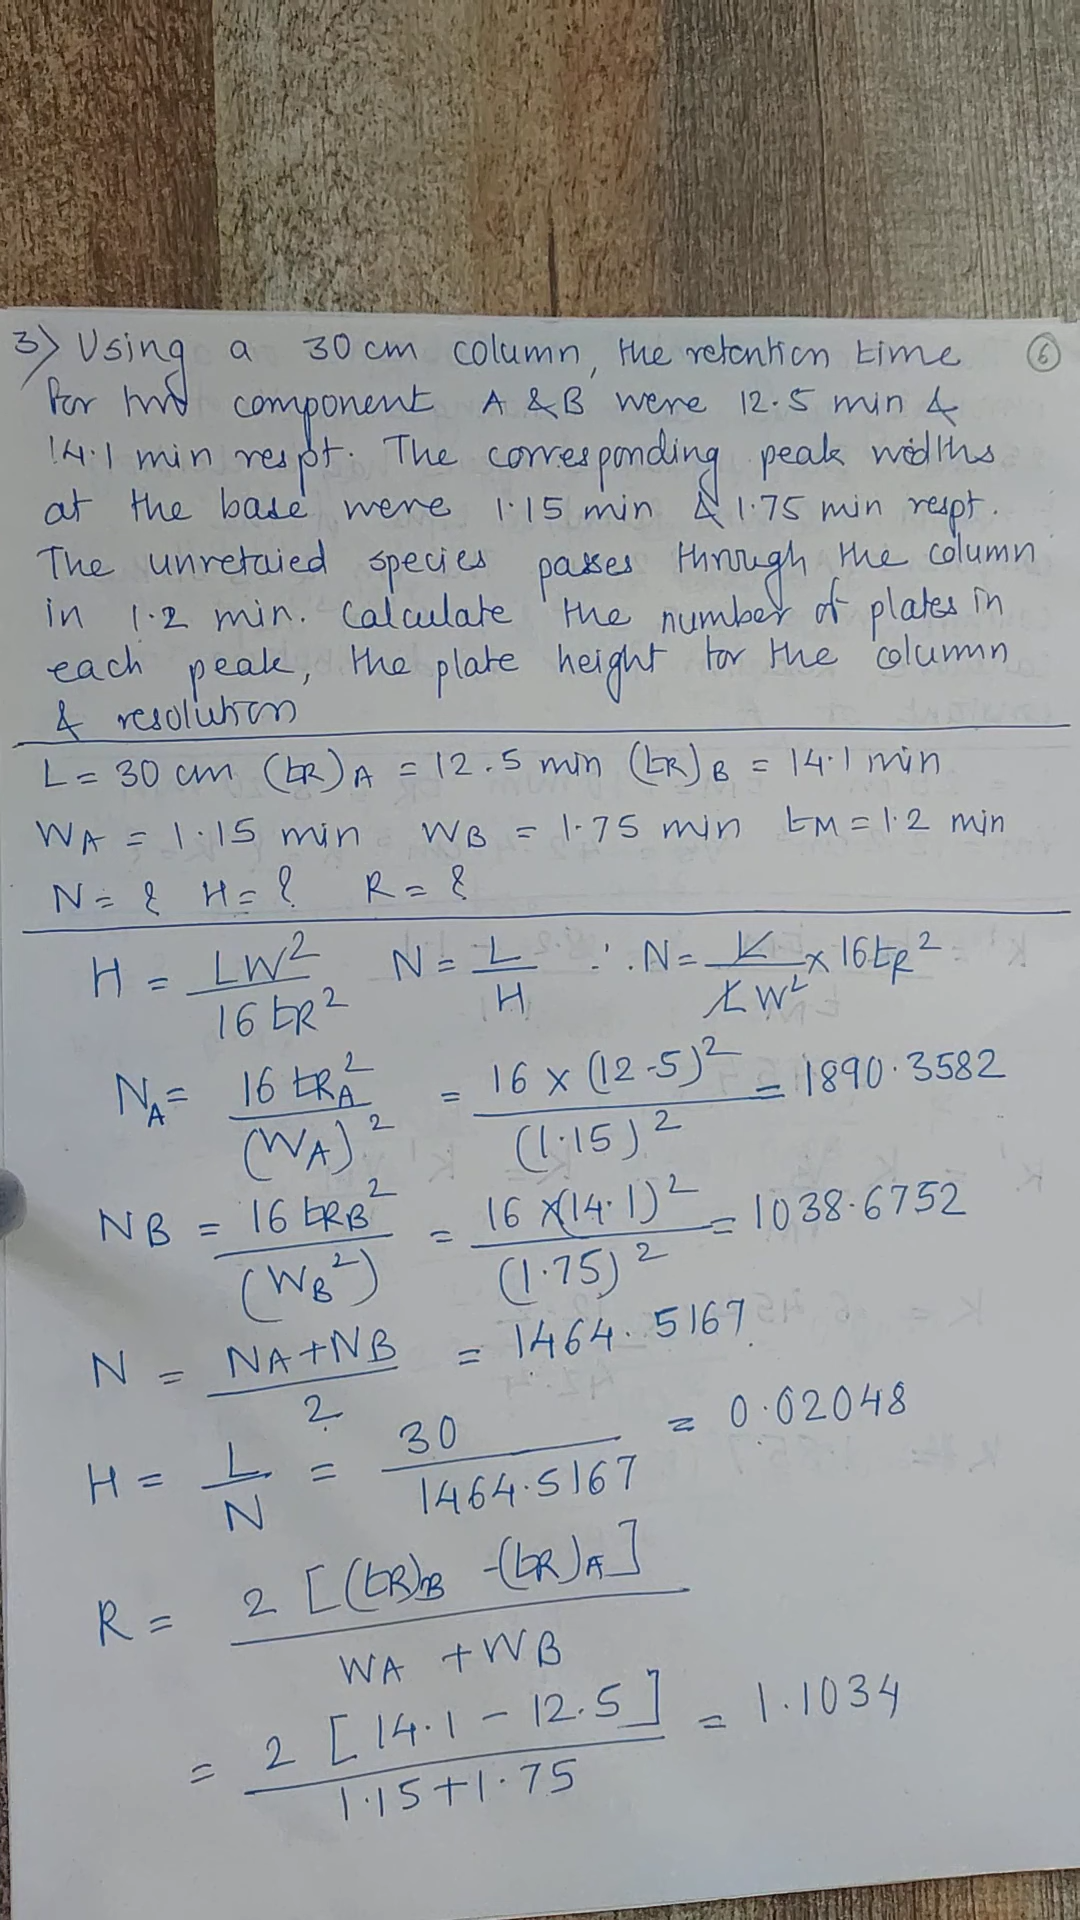 3) Using a 30 cm column, the retention time ⑥
for two component A & B were 12.5 min &
14.1 min respt. The corresponding peak widths
at the base were 1.15 min & 1.75 min respt.
The unretaied species passes through the column
in 1.2 min. Calculate the number of plates in
each peak, the plate height for the column
& resolution
L = 30 cm (tR)A = 12.5 min (tR)B = 14.1 min
WA = 1.15 min WB = 1.75 min tM = 1.2 min
N = ? H = ? R = ?
H = LW²/16tR² N = L/H ∴ N = L/LW² × 16tR²
NA = 16tRA²/(WA)² = 16 × (12.5)²/(1.15)² = 1890.3582
NB = 16tRB²/(WB²) = 16 × (14.1)²/(1.75)² = 1038.6752
N = NA + NB/2 = 1464.5167
H = L/N = 30/1464.5167 = 0.02048
R = 2[(tR)B - (tR)A]/WA + WB
= 2[14.1 - 12.5]/1.15 + 1.75 = 1.1034